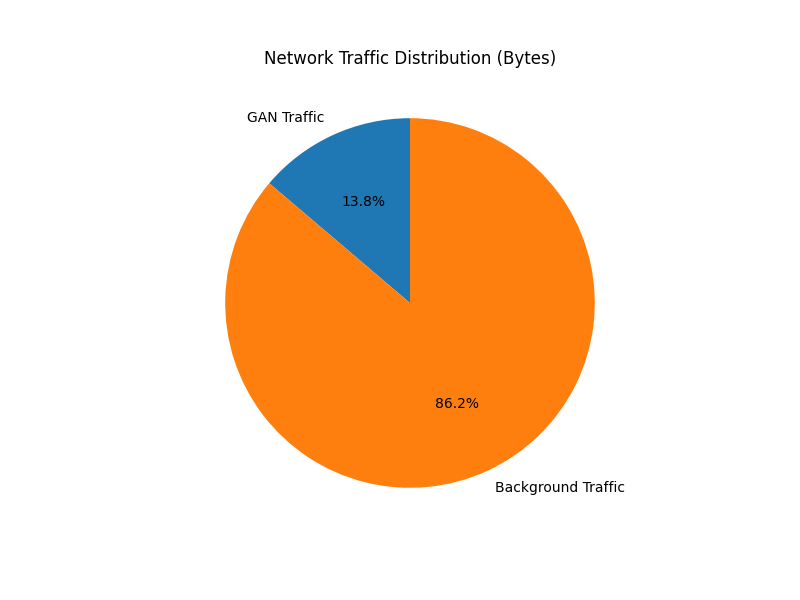 Network Traffic Distribution (Bytes)
GAN Traffic
13.8%
86.2%
Background Traffic